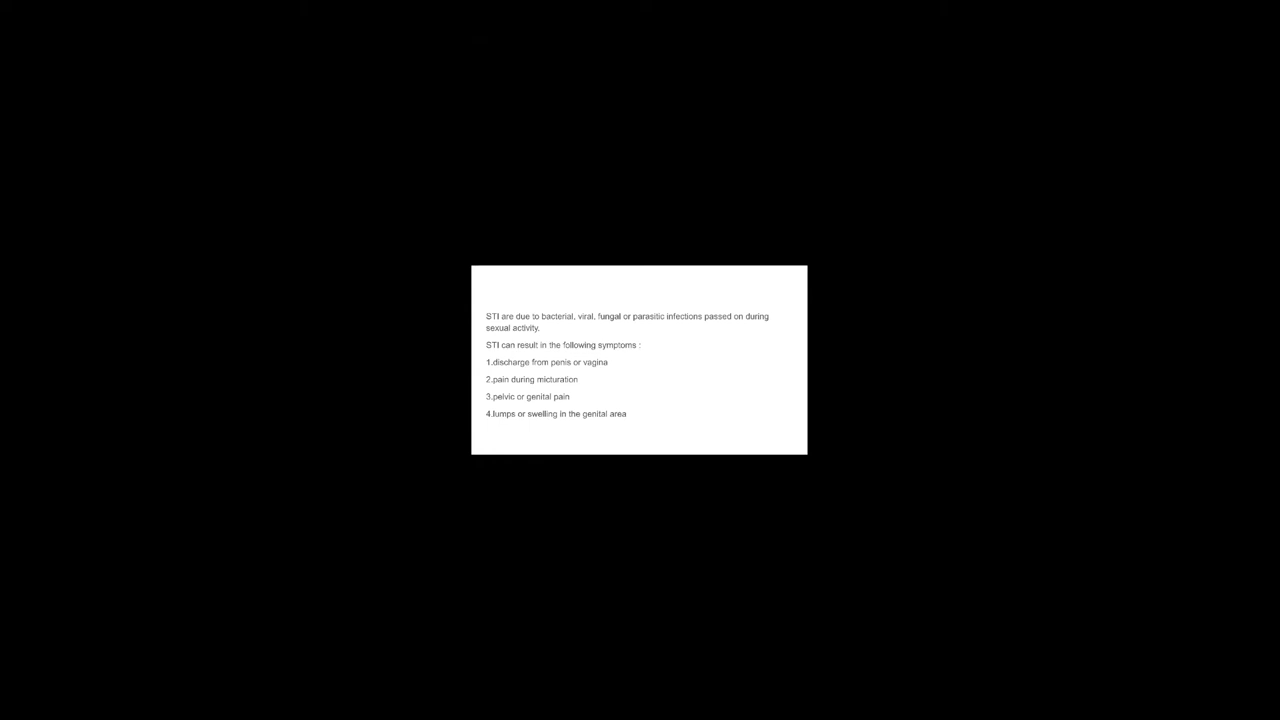 STI are due to bacterial, viral, fungal or parasitic infections passed on during
sexual activity.
STI can result in the following symptoms :
1.discharge from penis or vagina
2.pain during micturation
3.pelvic or genital pain
4.lumps or swelling in the genital area